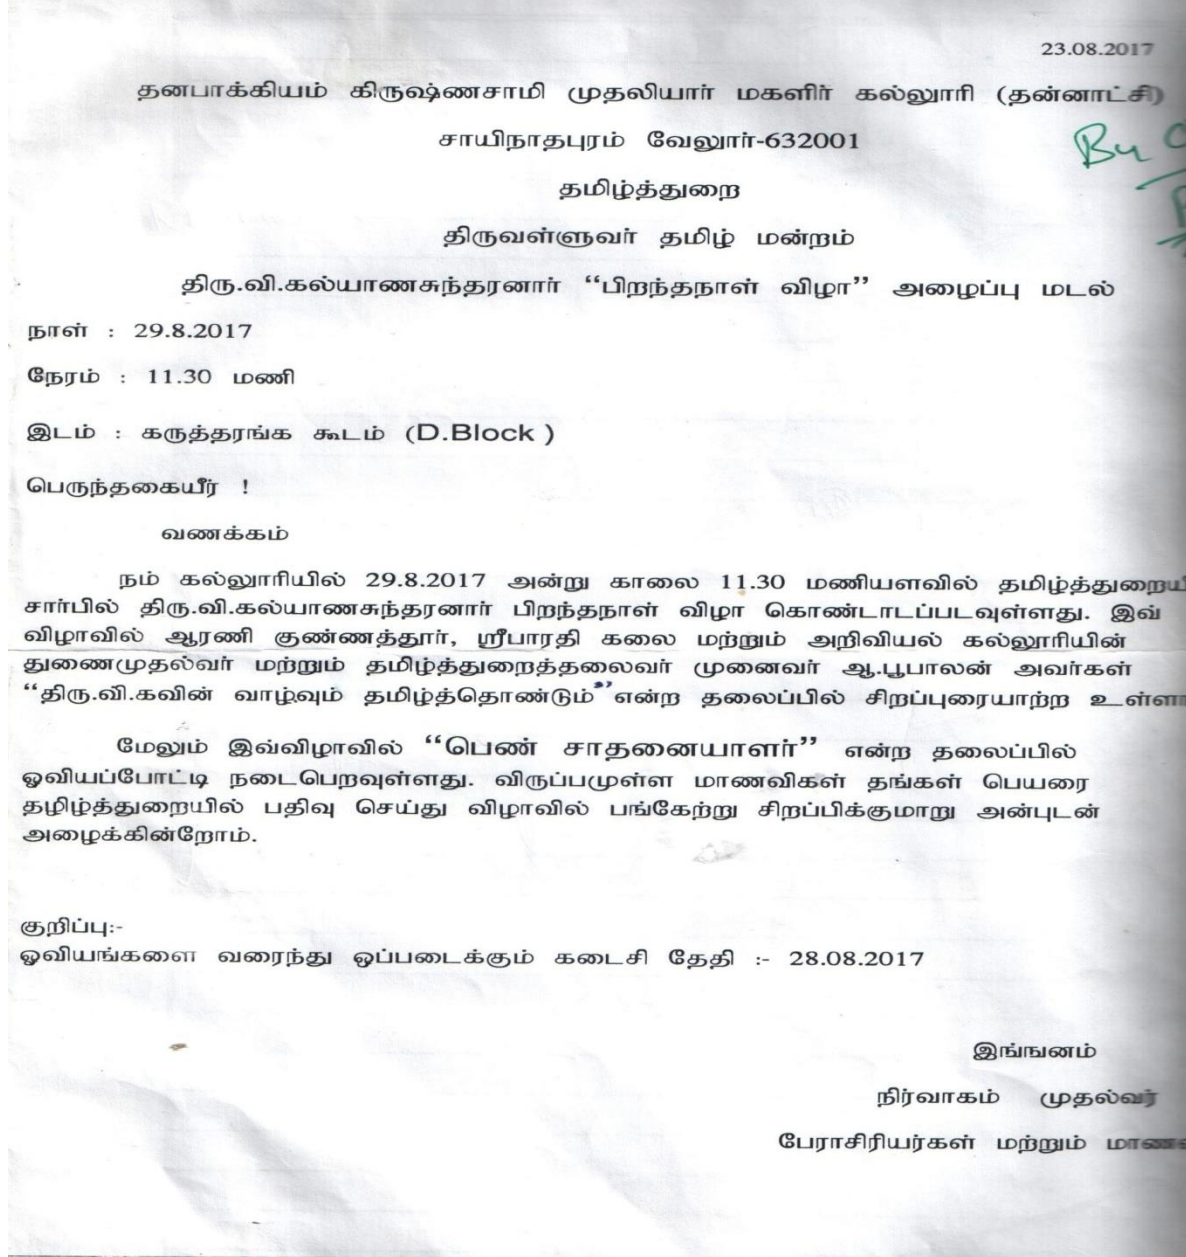 23.08.2017
தனபாக்கியம் கிருஷ்ணசாமி முதலியார் மகளிர் கல்லூரி (தன்னாட்சி)
சாயிநாதபுரம் வேலூர்-632001
By
தமிழ்த்துறை
திருவள்ளுவர் தமிழ் மன்றம்
திரு.வி.கல்யாணசுந்தரனார் “பிறந்தநாள் விழா” அழைப்பு மடல்
நாள் : 29.8.2017
நேரம் : 11.30 மணி
இடம் : கருத்தரங்க கூடம் (D.Block )
பெருந்தகையீர் !
வணக்கம்
நம் கல்லூரியில் 29.8.2017 அன்று காலை 11.30 மணியளவில் தமிழ்த்துறையி
சார்பில் திரு.வி.கல்யாணசுந்தரனார் பிறந்தநாள் விழா கொண்டாடப்படவுள்ளது. இவ்
விழாவில் ஆரணி குண்ணத்தூர், ஸ்ரீபாரதி கலை மற்றும் அறிவியல் கல்லூரியின்
துணைமுதல்வர் மற்றும் தமிழ்த்துறைத்தலைவர் முனைவர் ஆ.பூபாலன் அவர்கள்
“திரு.வி.கவின் வாழ்வும் தமிழ்த்தொண்டும்”என்ற தலைப்பில் சிறப்புரையாற்ற உள்ளா
மேலும் இவ்விழாவில் “பெண் சாதனையாளர்” என்ற தலைப்பில்
ஓவியப்போட்டி நடைபெறவுள்ளது. விருப்பமுள்ள மாணவிகள் தங்கள் பெயரை
தழிழ்த்துறையில் பதிவு செய்து விழாவில் பங்கேற்று சிறப்பிக்குமாறு அன்புடன்
அழைக்கின்றோம்.
குறிப்பு:-
ஓவியங்களை வரைந்து ஒப்படைக்கும் கடைசி தேதி :- 28.08.2017
இங்ஙனம்
நிர்வாகம் முதல்வர்
பேராசிரியர்கள் மற்றும்